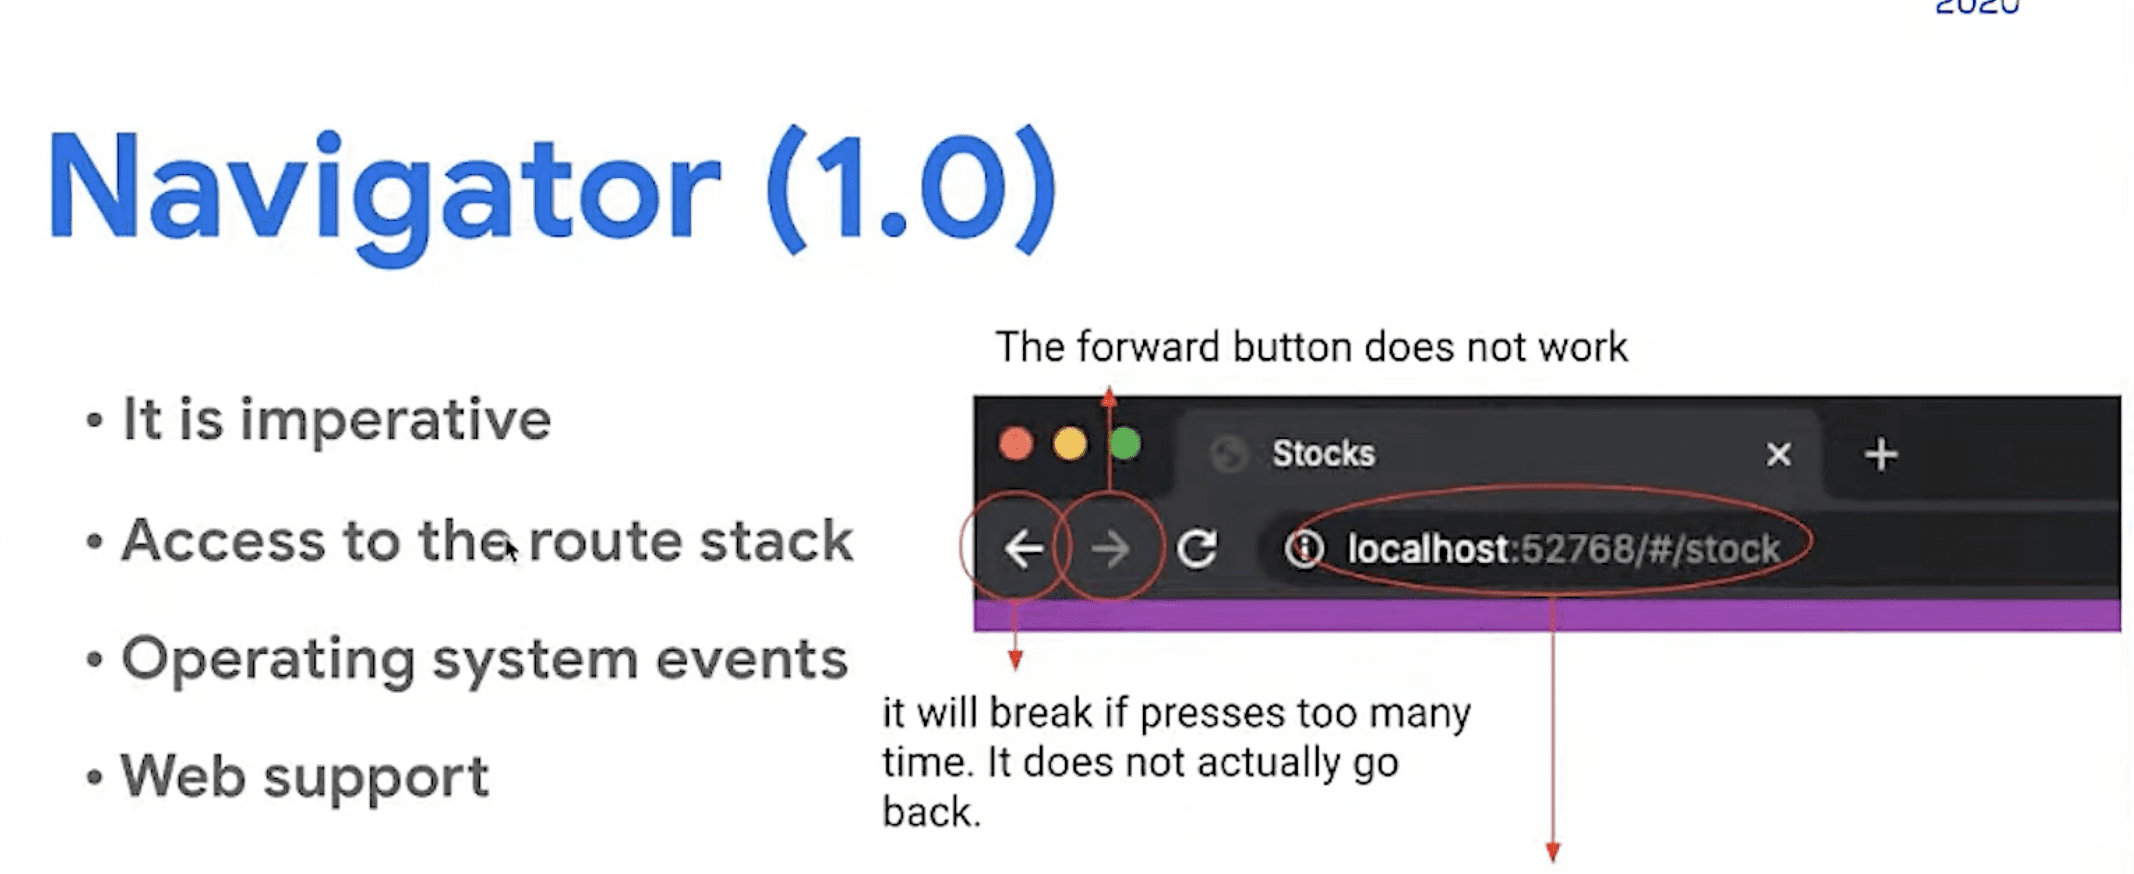 2020
Navigator (1.0)
• It is imperative
• Access to the route stack
• Operating system events
• Web support
The forward button does not work
Stocks
localhost:52768/#/stock
it will break if presses too many
time. It does not actually go
back.